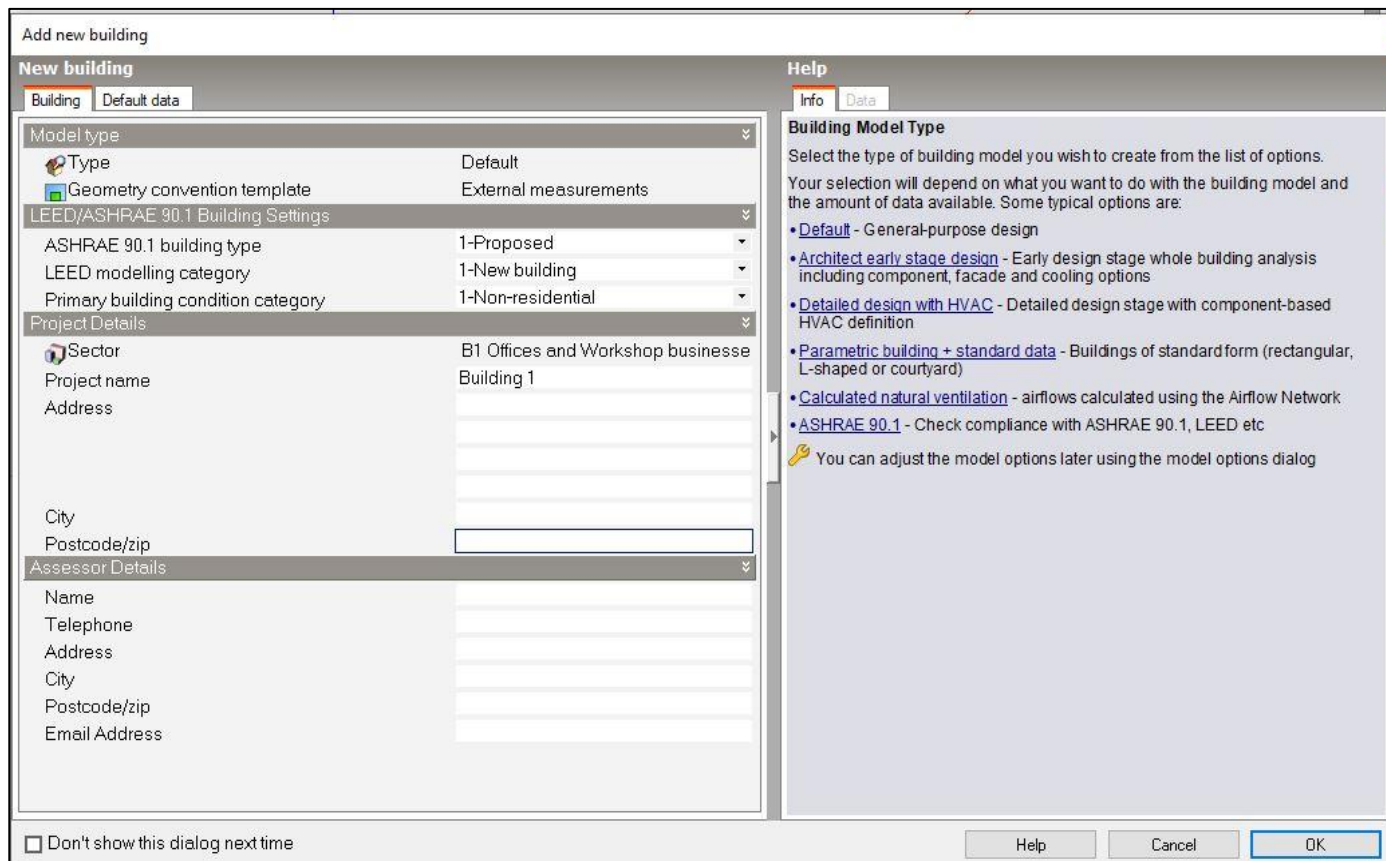 Add new building
New building
Building Default data
Model type
Type Default
Geometry convention template External measurements
LEED/ASHRAE 90.1 Building Settings
ASHRAE 90.1 building type 1-Proposed
LEED modelling category 1-New building
Primary building condition category 1-Non-residential
Project Details
Sector B1 Offices and Workshop businesse
Project name Building 1
Address
City
Postcode/zip
Assessor Details
Name
Telephone
Address
City
Postcode/zip
Email Address
Don't show this dialog next time
Help
Info Data
Building Model Type
Select the type of building model you wish to create from the list of options.
Your selection will depend on what you want to do with the building model and
the amount of data available. Some typical options are:
• Default - General-purpose design
• Architect early stage design - Early design stage whole building analysis
including component, facade and cooling options
• Detailed design with HVAC - Detailed design stage with component-based
HVAC definition
• Parametric building + standard data - Buildings of standard form (rectangular,
L-shaped or courtyard)
• Calculated natural ventilation - airflows calculated using the Airflow Network
• ASHRAE 90.1 - Check compliance with ASHRAE 90.1, LEED etc
You can adjust the model options later using the model options dialog
Help Cancel OK